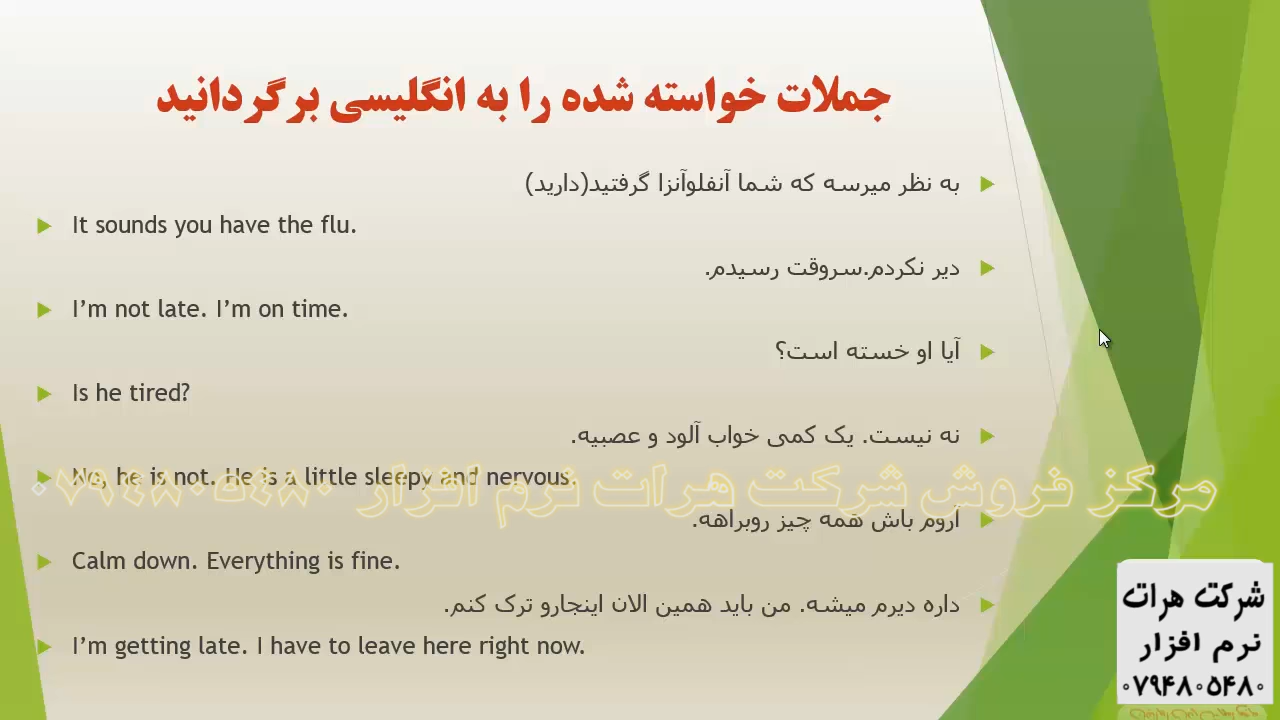 جملات خواسته شده را به انگلیسی برگردانید
به نظر میرسه که شما آنفلوآنزا گرفتید(دارید)
It sounds you have the flu.
دیر نکردم.سروقت رسیدم.
I'm not late. I'm on time.
آیا او خسته است؟
Is he tired?
نه نیست. یک کمی خواب آلود و عصبیه.
No, he is not. He is a little sleepy and nervous.
مرکز فروش شرکت هرات نرم افزار ۰۷۹۴۸۰۵۴۸۰
آروم باش همه چیز روبراهه.
Calm down. Everything is fine.
داره دیرم میشه. من باید همین الان اینجارو ترک کنم.
I'm getting late. I have to leave here right now.
شرکت هرات
نرم افزار
۰۷۹۴۸۰۵۴۸۰